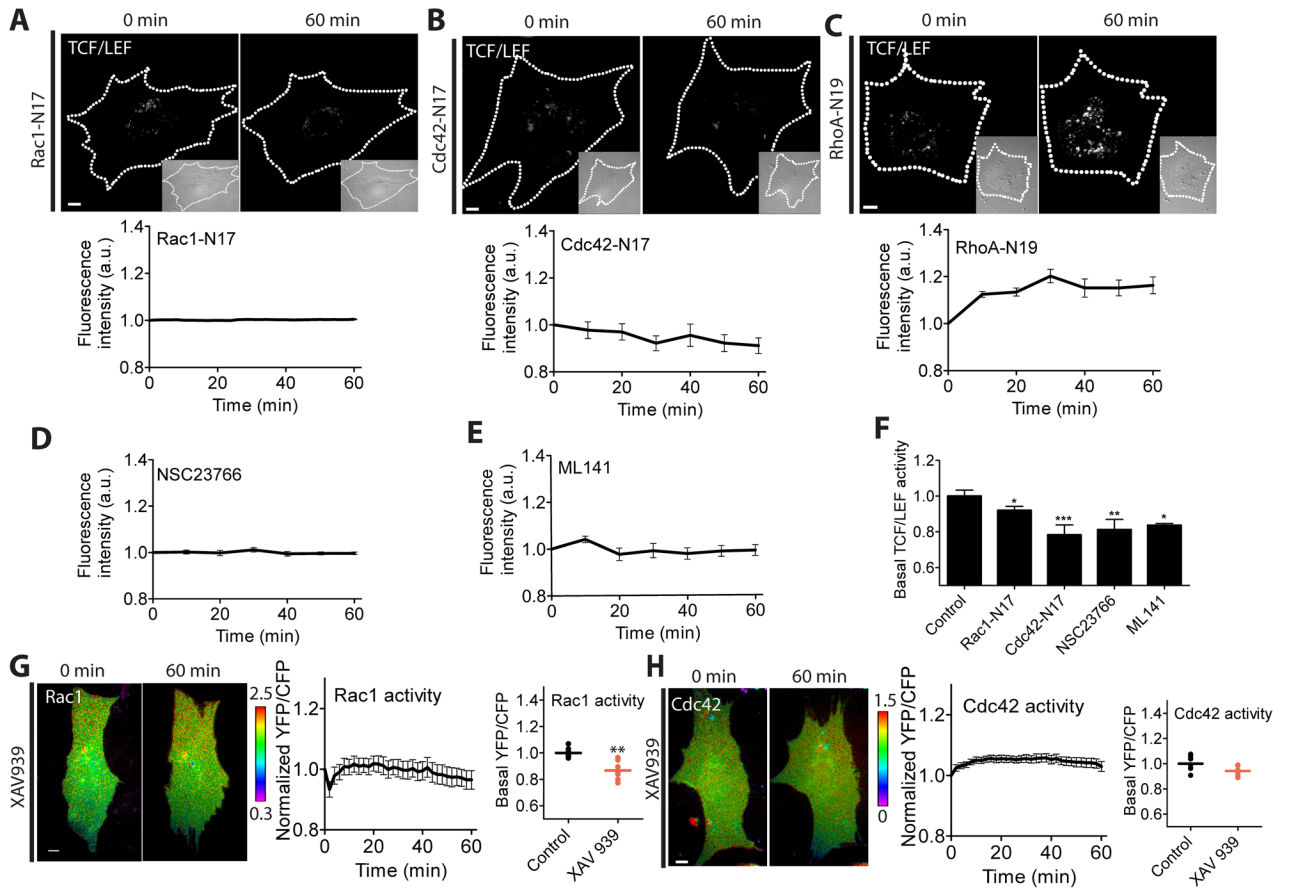 A
0 min
60 min
TCF/LEF
Rac1-N17
Fluorescence
intensity (a.u.)
1.4
1.2
1.0
0.8
Rac1-N17
0
20
40
60
Time (min)
B
0 min
60 min
TCF/LEF
Cdc42-N17
Fluorescence
intensity (a.u.)
1.4
1.2
1.0
0.8
Cdc42-N17
0
20
40
60
Time (min)
C
0 min
60 min
TCF/LEF
RhoA-N19
Fluorescence
intensity (a.u.)
1.4
1.2
1.0
0.8
RhoA-N19
0
20
40
60
Time (min)
D
Fluorescence
intensity (a.u.)
1.4
1.2
1.0
0.8
NSC23766
0
20
40
60
Time (min)
E
Fluorescence
intensity (a.u.)
1.4
1.2
1.0
0.8
ML141
0
20
40
60
Time (min)
F
Basal TCF/LEF activity
1.2
1.0
0.8
0.6
*
***
**
*
Control
Rac1-N17
Cdc42-N17
NSC23766
ML141
G
0 min
60 min
Rac1
XAV939
2.5
0.3
Normalized YFP/CFP
1.2
1.0
0.8
Rac1 activity
0
20
40
60
Time (min)
Basal YFP/CFP
1.4
1.2
1.0
0.8
0.6
Rac1 activity
**
Control
XAV 939
H
0 min
60 min
Cdc42
XAV939
1.5
0
Normalized YFP/CFP
1.2
1.0
0.8
Cdc42 activity
0
20
40
60
Time (min)
Basal YFP/CFP
1.4
1.2
1.0
0.8
0.6
Cdc42 activity
Control
XAV 939